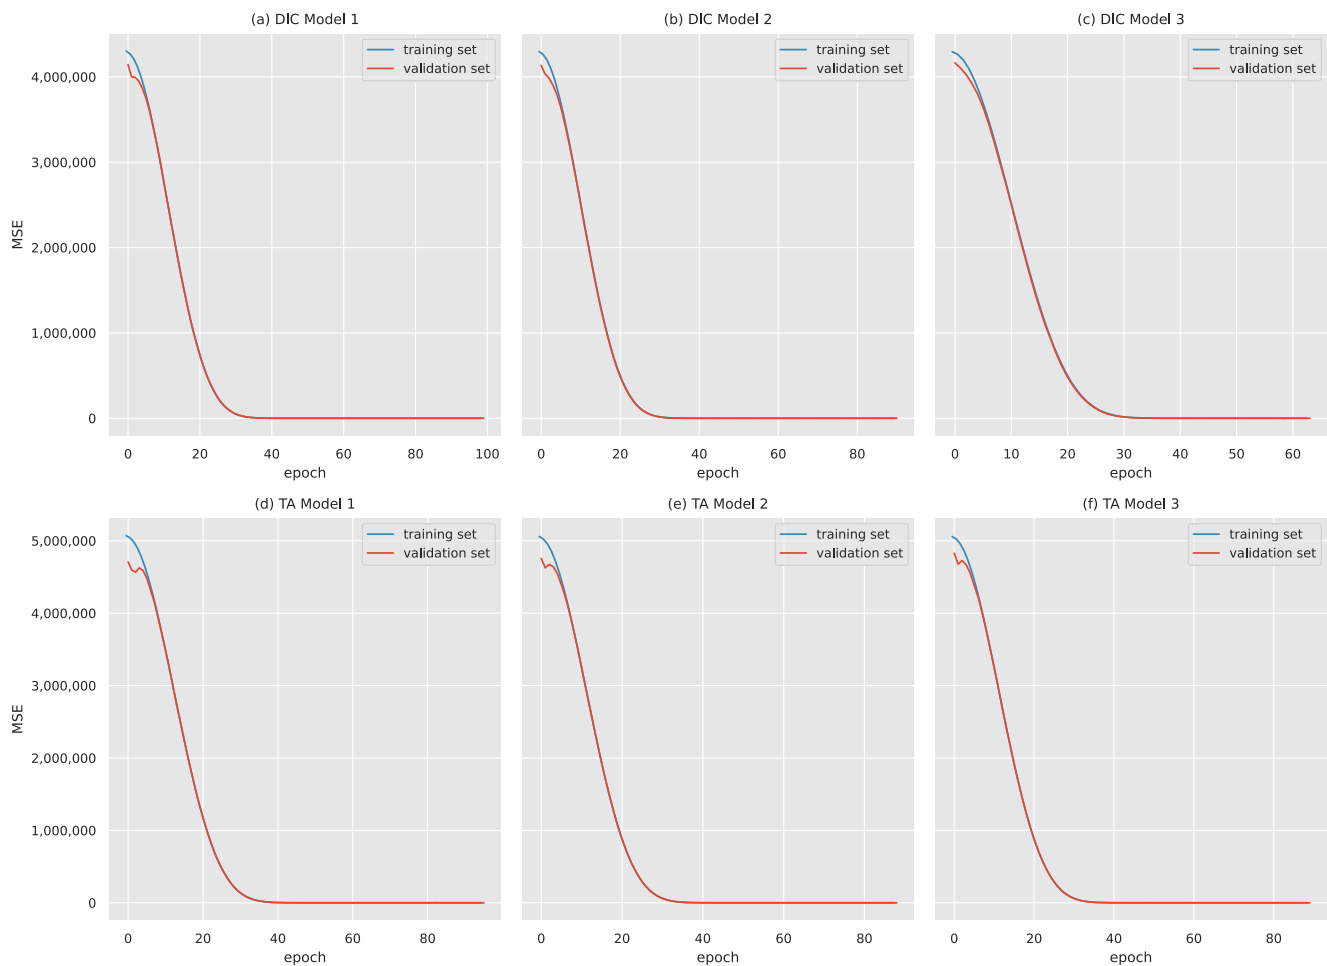 (a) DIC Model 1
(b) DIC Model 2
(c) DIC Model 3
training set
validation set
training set
validation set
training set
validation set
4,000,000
3,000,000
2,000,000
1,000,000
0
MSE
0 20 40 60 80 100
0 20 40 60 80
0 10 20 30 40 50 60
epoch
epoch
epoch
(d) TA Model 1
(e) TA Model 2
(f) TA Model 3
training set
validation set
training set
validation set
training set
validation set
5,000,000
4,000,000
3,000,000
2,000,000
1,000,000
0
MSE
0 20 40 60 80
0 20 40 60 80
0 20 40 60 80
epoch
epoch
epoch